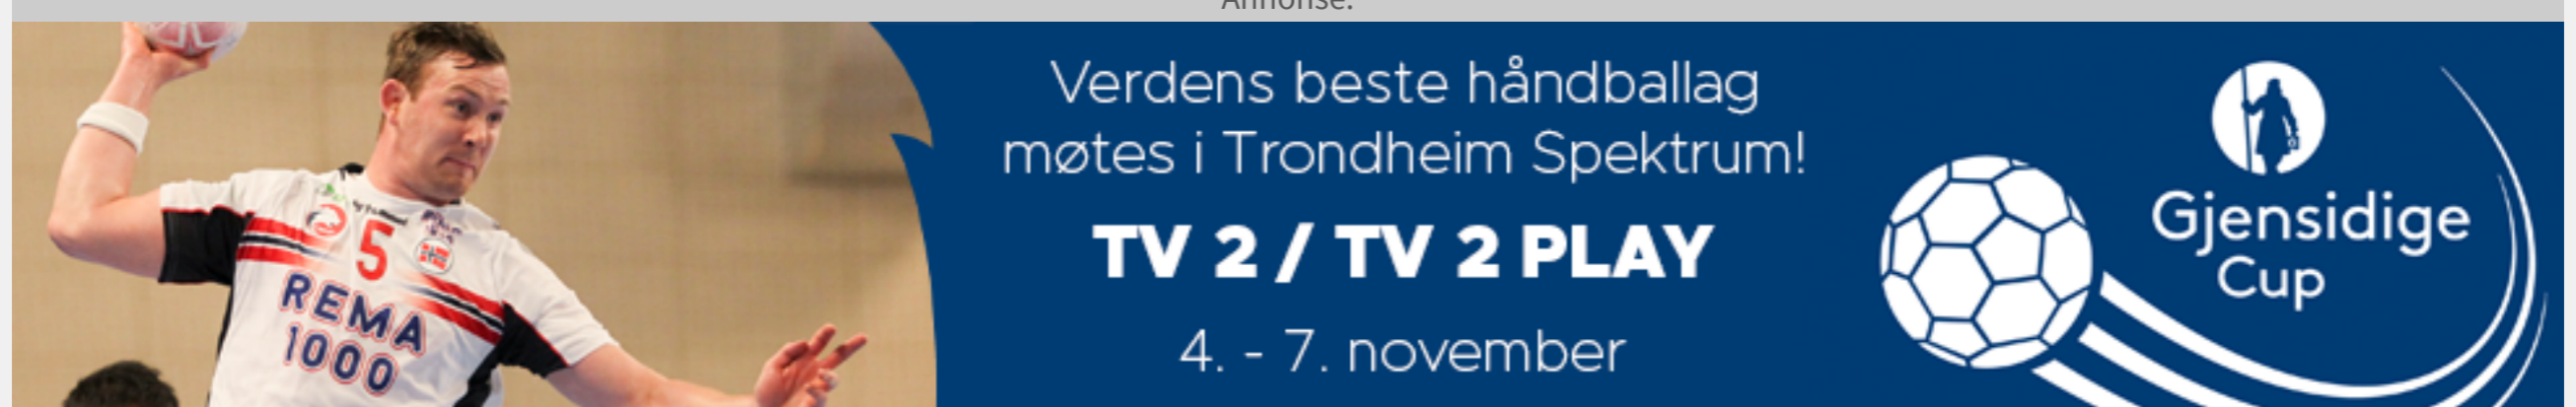 Annonse:
Verdens beste håndballag
møtes i Trondheim Spektrum!
TV 2 / TV 2 PLAY
4. - 7. november
Gjensidige
Cup
5
REMA
1000